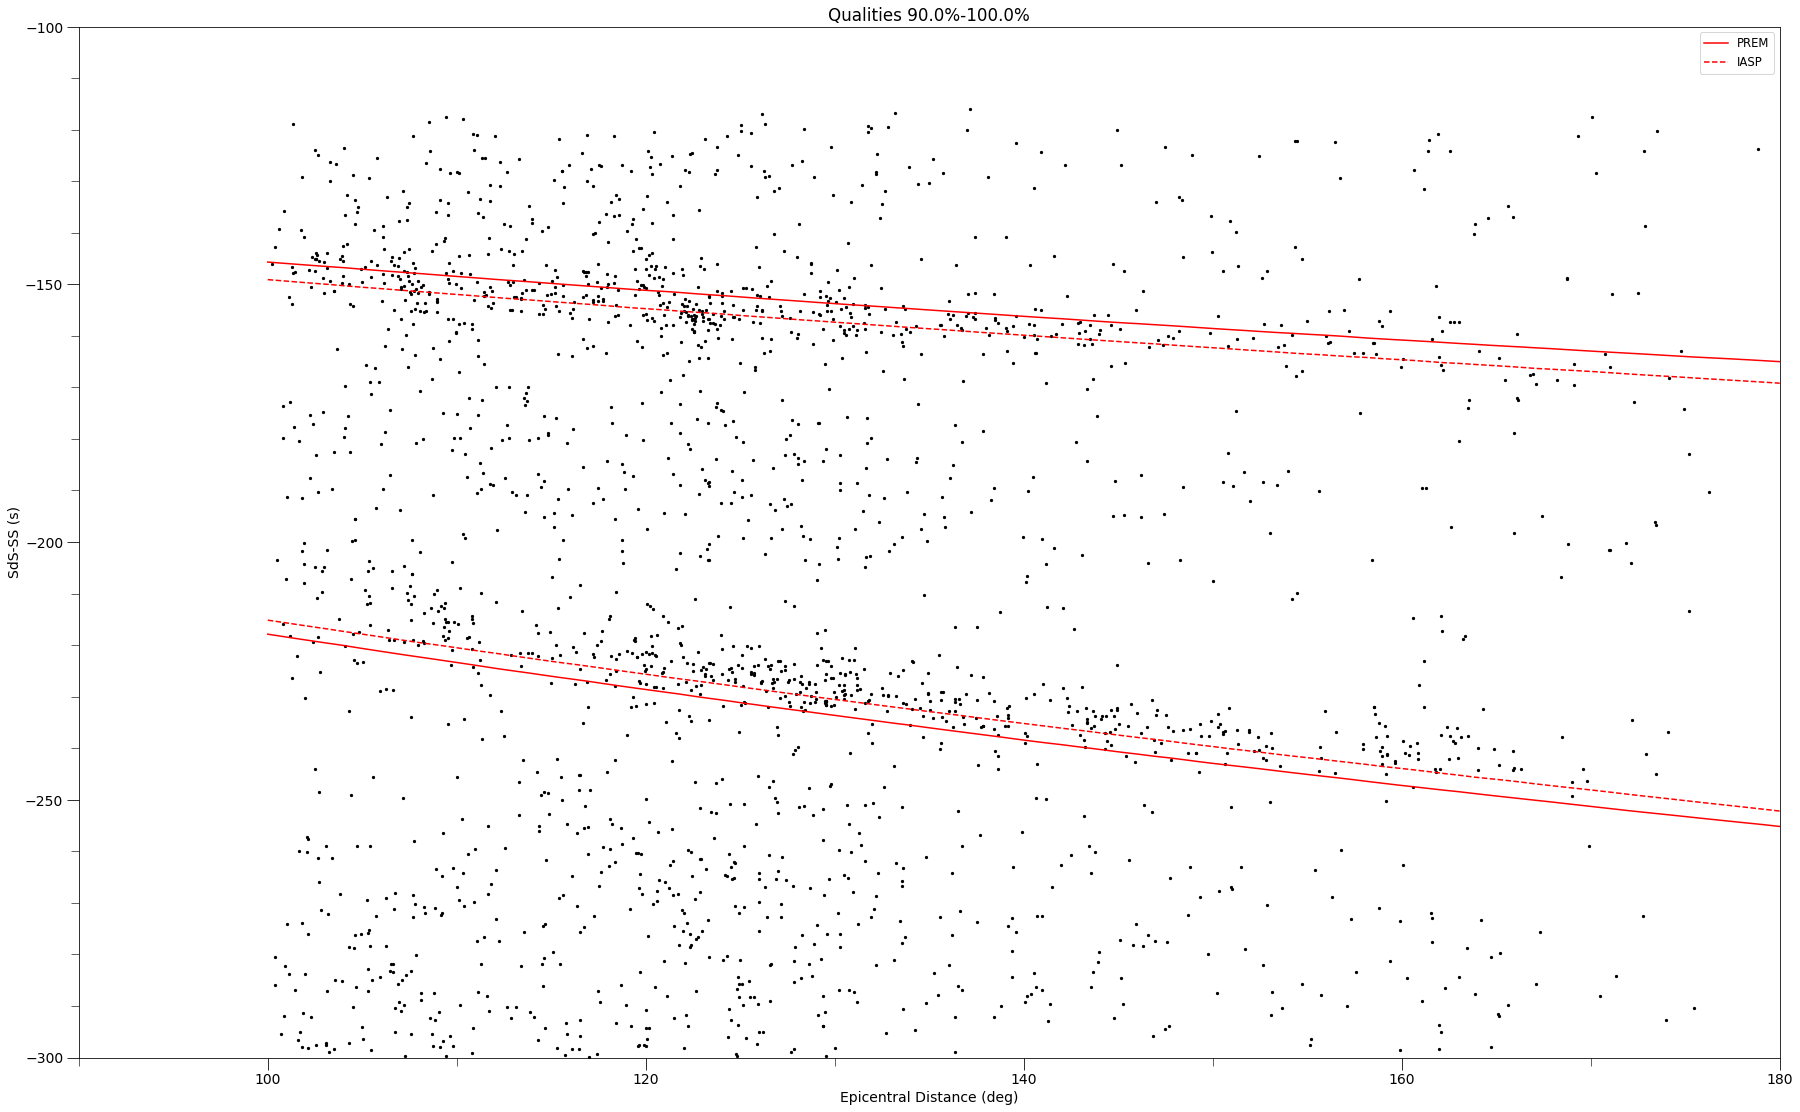 Qualities 90.0%-100.0%
PREM
IASP
−100
−150
−200
−250
−300
SdS-SS (s)
100
120
140
160
180
Epicentral Distance (deg)